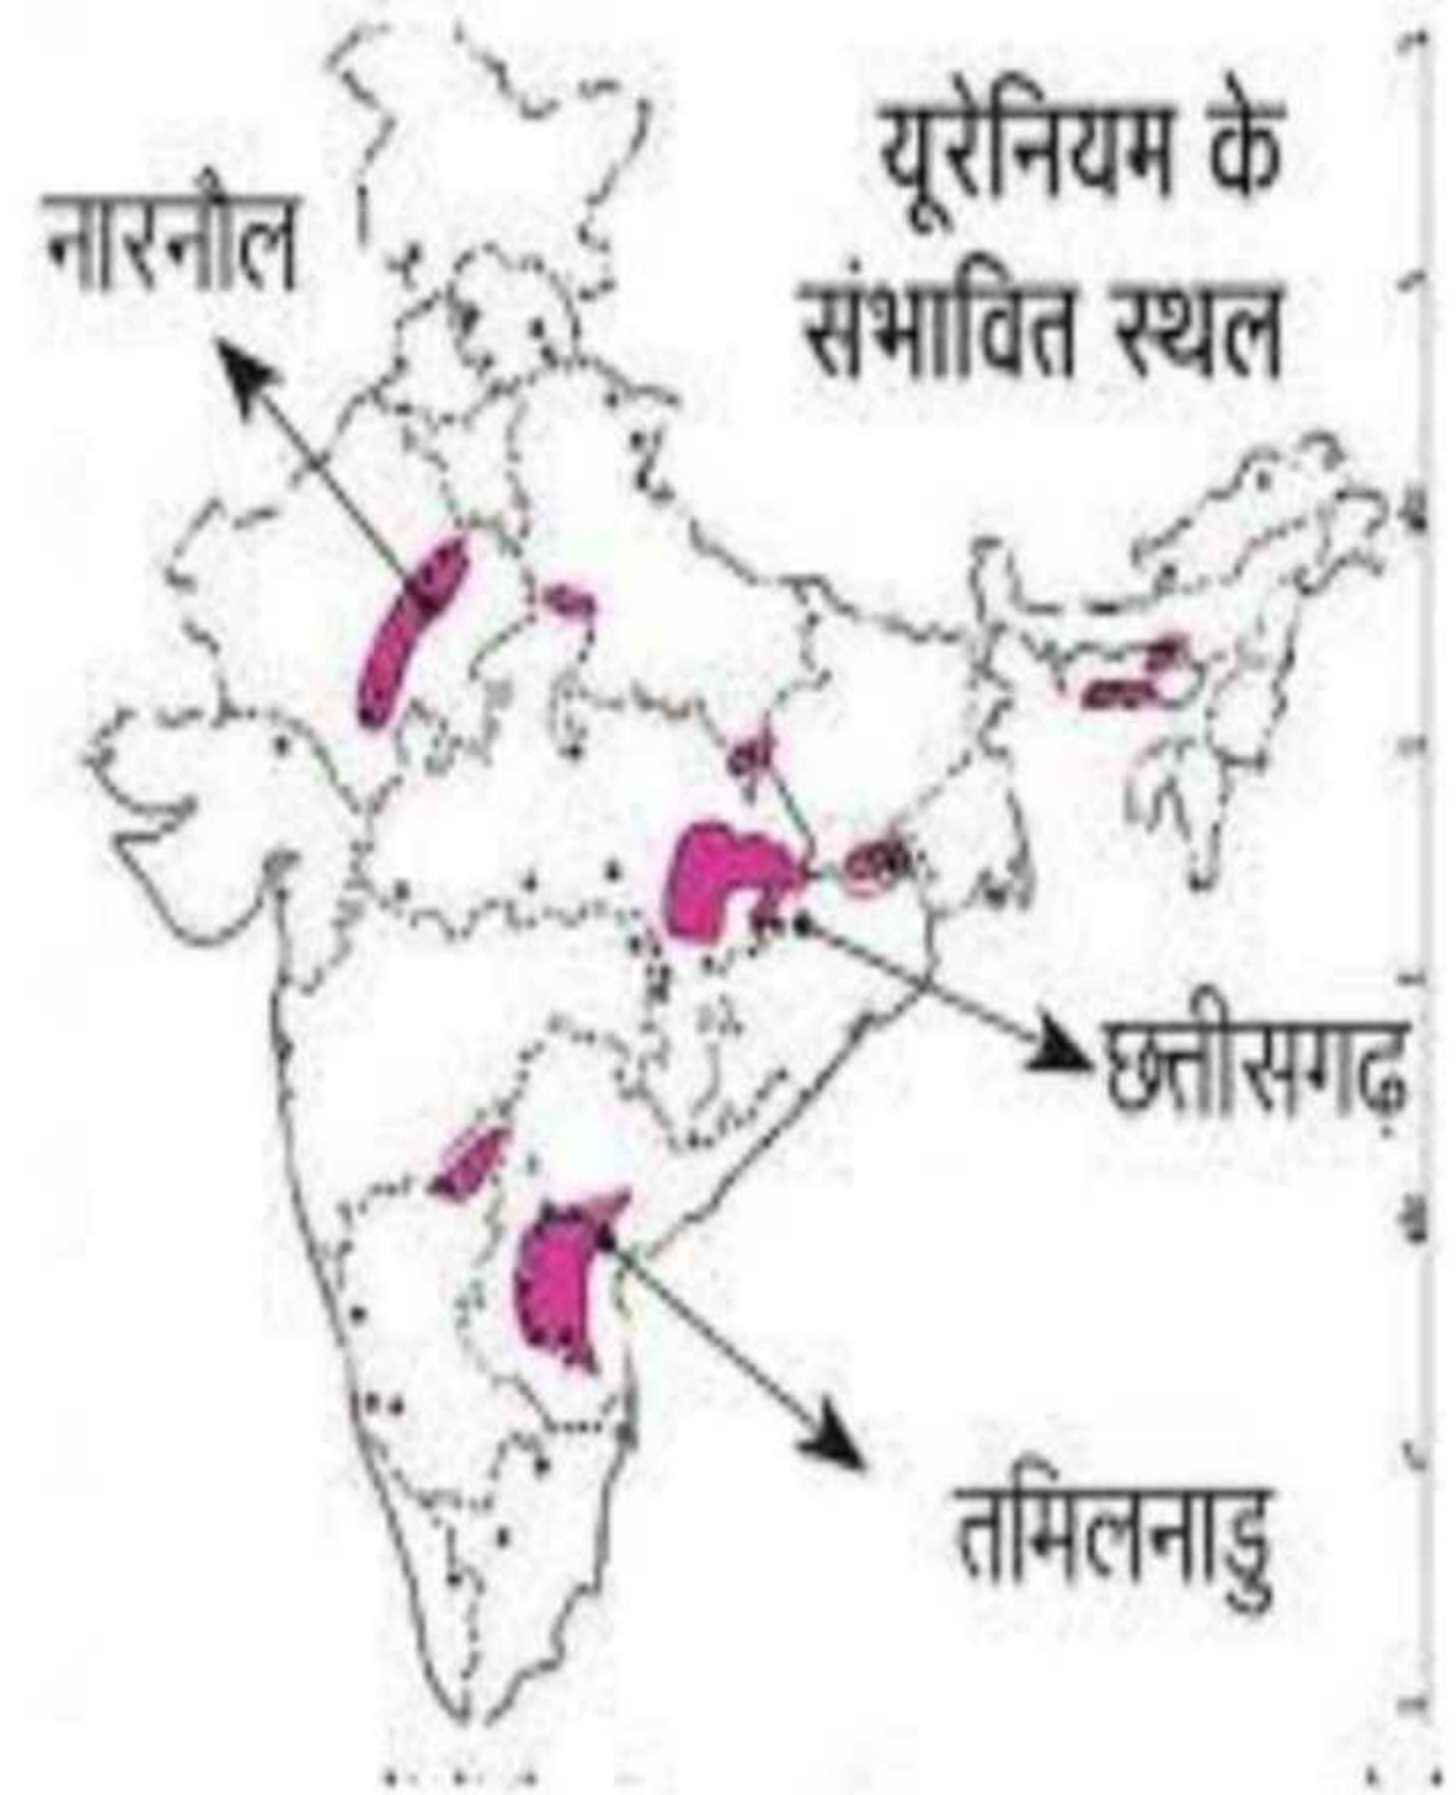 यूरेनियम के
संभावित स्थल
नारनौल
छत्तीसगढ़
तमिलनाडु